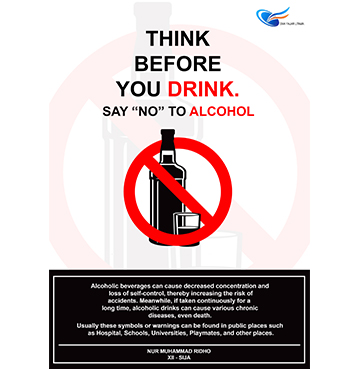 THINK
BEFORE
YOU DRINK.
SAY “NO” TO ALCOHOL
Alcoholic beverages can cause decreased concentration and
loss of self-control, thereby increasing the risk of
accidents. Meanwhile, if taken continuously for a
long time, alcoholic drinks can cause various chronic
diseases, even death.
Usually these symbols or warnings can be found in public places such
as Hospital, Schools, Universities, Playmates, and other places.
NUR MUHAMMAD RIDHO
XII - SIJA